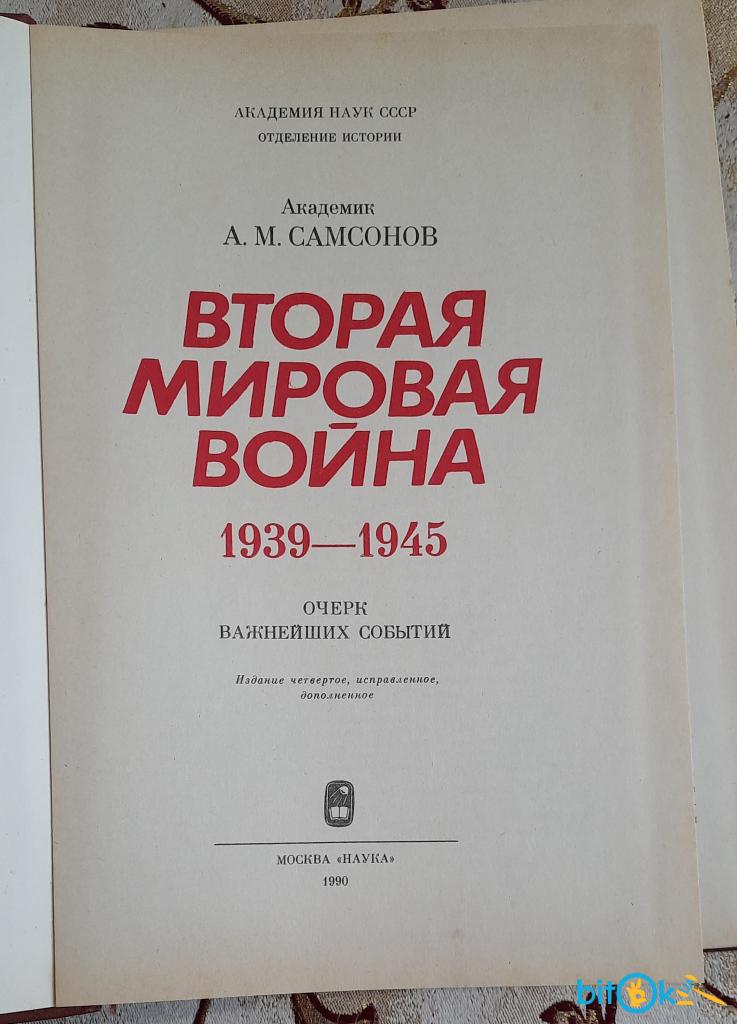 АКАДЕМИЯ НАУК СССР
ОТДЕЛЕНИЕ ИСТОРИИ
Академик
А. М. САМСОНОВ
ВТОРАЯ
МИРОВАЯ
ВОЙНА
1939—1945
ОЧЕРК
ВАЖНЕЙШИХ СОБЫТИЙ
Издание четвертое, исправленное,
дополненное
МОСКВА «НАУКА»
1990
bitok